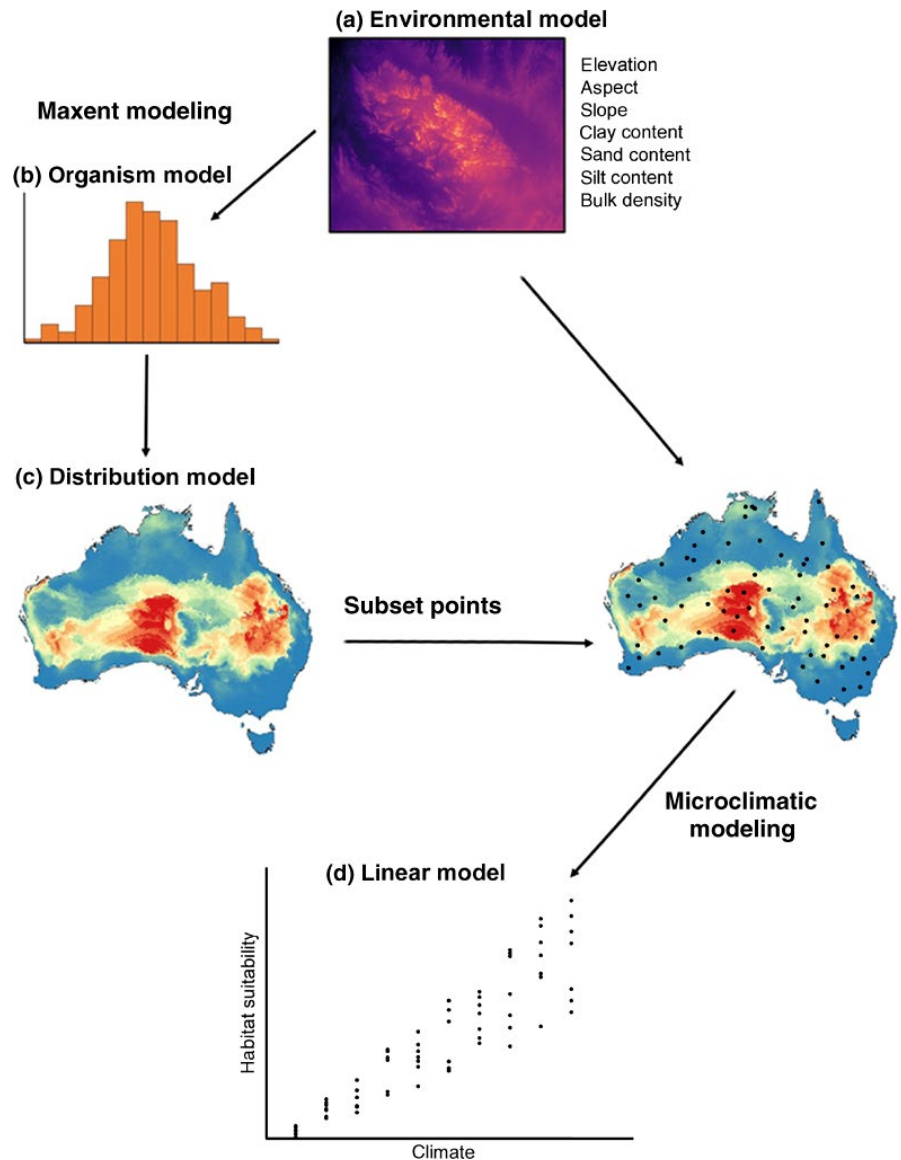 (a) Environmental model
Elevation
Aspect
Slope
Clay content
Sand content
Silt content
Bulk density
Maxent modeling
(b) Organism model
(c) Distribution model
Subset points
Microclimatic
modeling
(d) Linear model
Habitat suitability
Climate